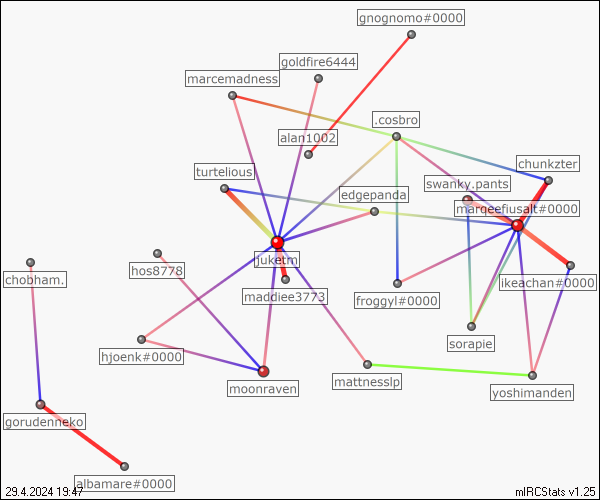 gnognomo#0000
goldfire6444
marcemadness
.cosbro
alan1002
chunkzter
turtelious
swanky.pants
edgepanda
marqeefiusalt#0000
juketm
hos8778
chobham.
ikeachan#0000
maddiee3773
froggyl#0000
sorapie
hjoenk#0000
mattnesslp
moonraven
yoshimanden
gorudenneko
albamare#0000
29.4.2024 19:47
mIRCStats v1.25